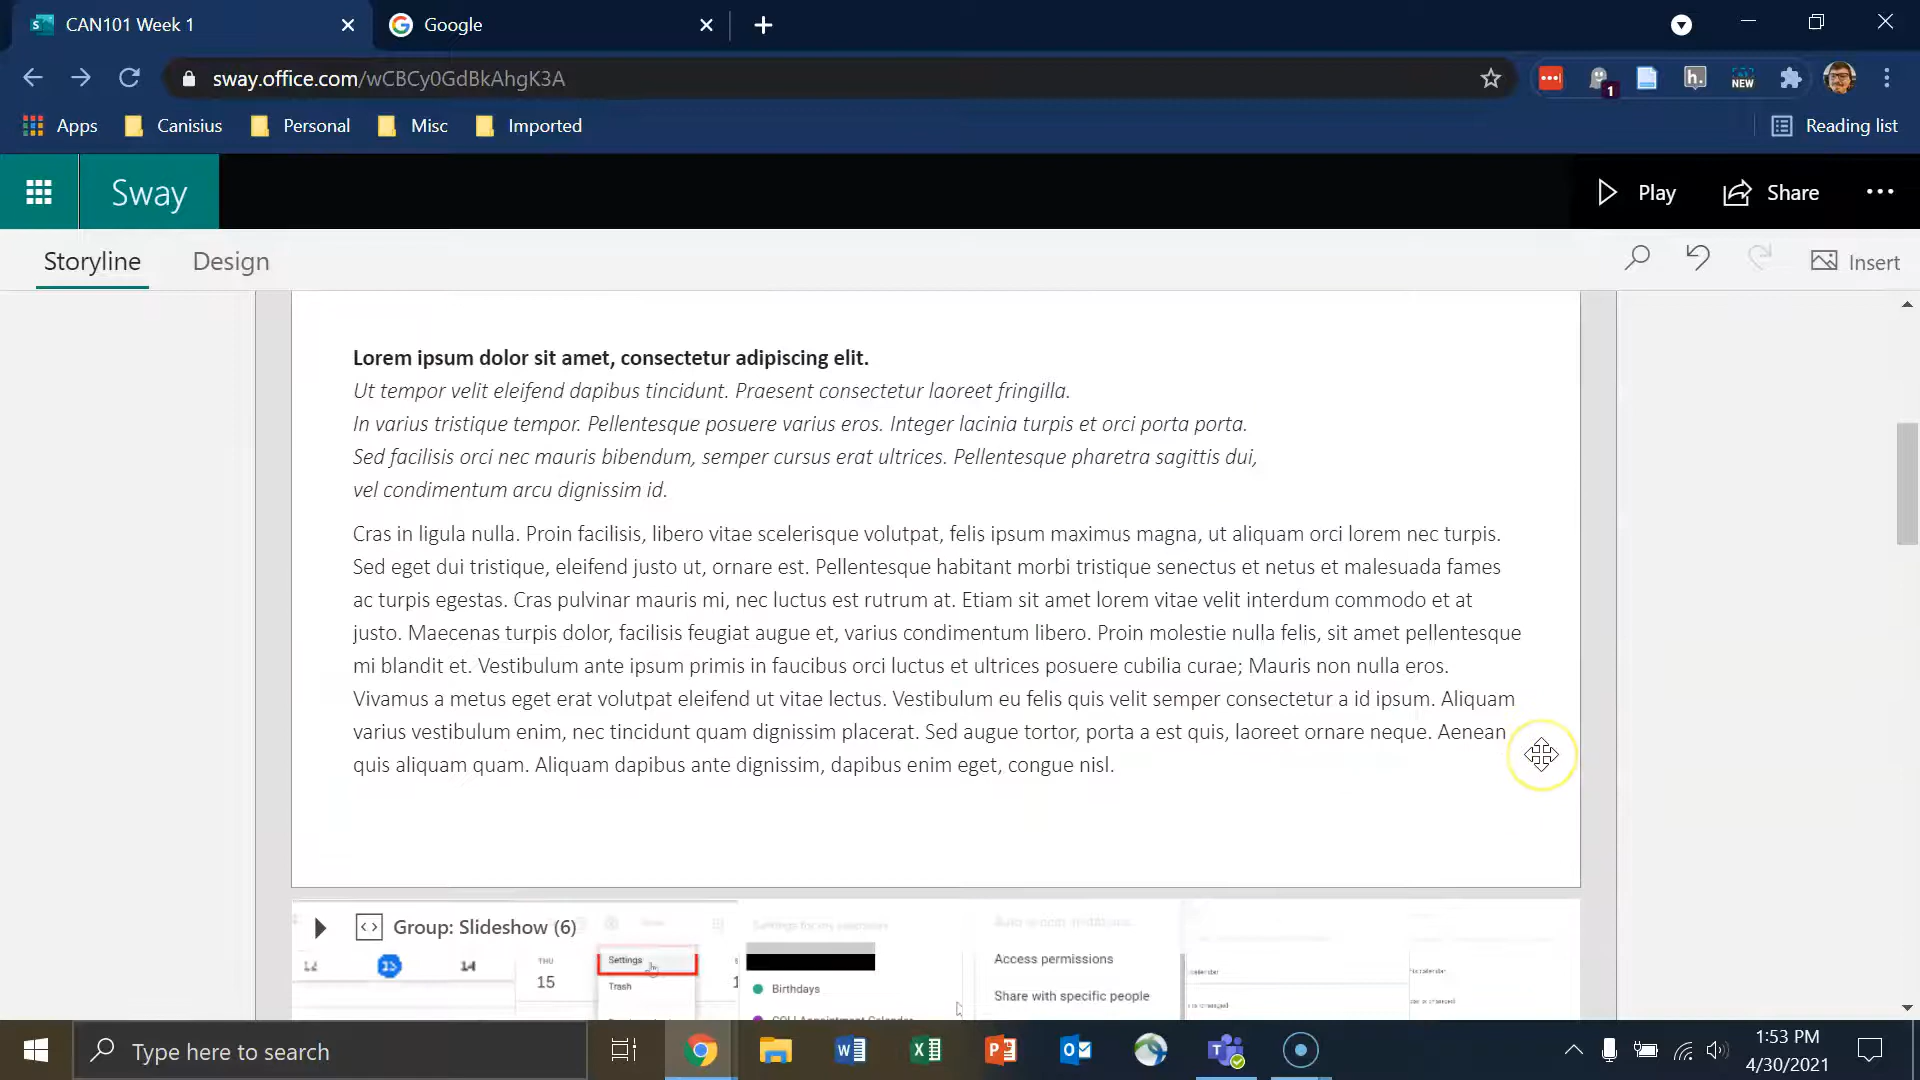 CAN101 Week 1
Google
sway.office.com/wCBCy0GdBkAhgK3A
1
h.
NEW
Apps
Canisius
Personal
Misc
Imported
Reading list
Sway
Play
Share
Storyline
Design
Insert
Lorem ipsum dolor sit amet, consectetur adipiscing elit.
Ut tempor velit eleifend dapibus tincidunt. Praesent consectetur laoreet fringilla.
In varius tristique tempor. Pellentesque posuere varius eros. Integer lacinia turpis et orci porta porta.
Sed facilisis orci nec mauris bibendum, semper cursus erat ultrices. Pellentesque pharetra sagittis dui,
vel condimentum arcu dignissim id.
Cras in ligula nulla. Proin facilisis, libero vitae scelerisque volutpat, felis ipsum maximus magna, ut aliquam orci lorem nec turpis.
Sed eget dui tristique, eleifend justo ut, ornare est. Pellentesque habitant morbi tristique senectus et netus et malesuada fames
ac turpis egestas. Cras pulvinar mauris mi, nec luctus est rutrum at. Etiam sit amet lorem vitae velit interdum commodo et at
justo. Maecenas turpis dolor, facilisis feugiat augue et, varius condimentum libero. Proin molestie nulla felis, sit amet pellentesque
mi blandit et. Vestibulum ante ipsum primis in faucibus orci luctus et ultrices posuere cubilia curae; Mauris non nulla eros.
Vivamus a metus eget erat volutpat eleifend ut vitae lectus. Vestibulum eu felis quis velit semper consectetur a id ipsum. Aliquam
varius vestibulum enim, nec tincidunt quam dignissim placerat. Sed augue tortor, porta a est quis, laoreet ornare neque. Aenean
quis aliquam quam. Aliquam dapibus ante dignissim, dapibus enim eget, congue nisl.
Group: Slideshow (6)
Settings for my calendars
12
13
14
THU
15
Settings
Trash
Birthdays
Access permissions
Share with specific people
Type here to search
1:53 PM
4/30/2021